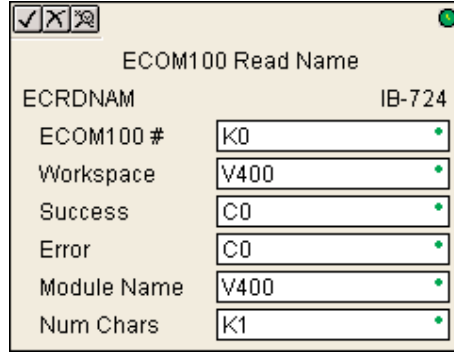 ECOM100 Read Name
ECRDNAM IB-724
ECOM100 # K0
Workspace V400
Success C0
Error C0
Module Name V400
Num Chars K1